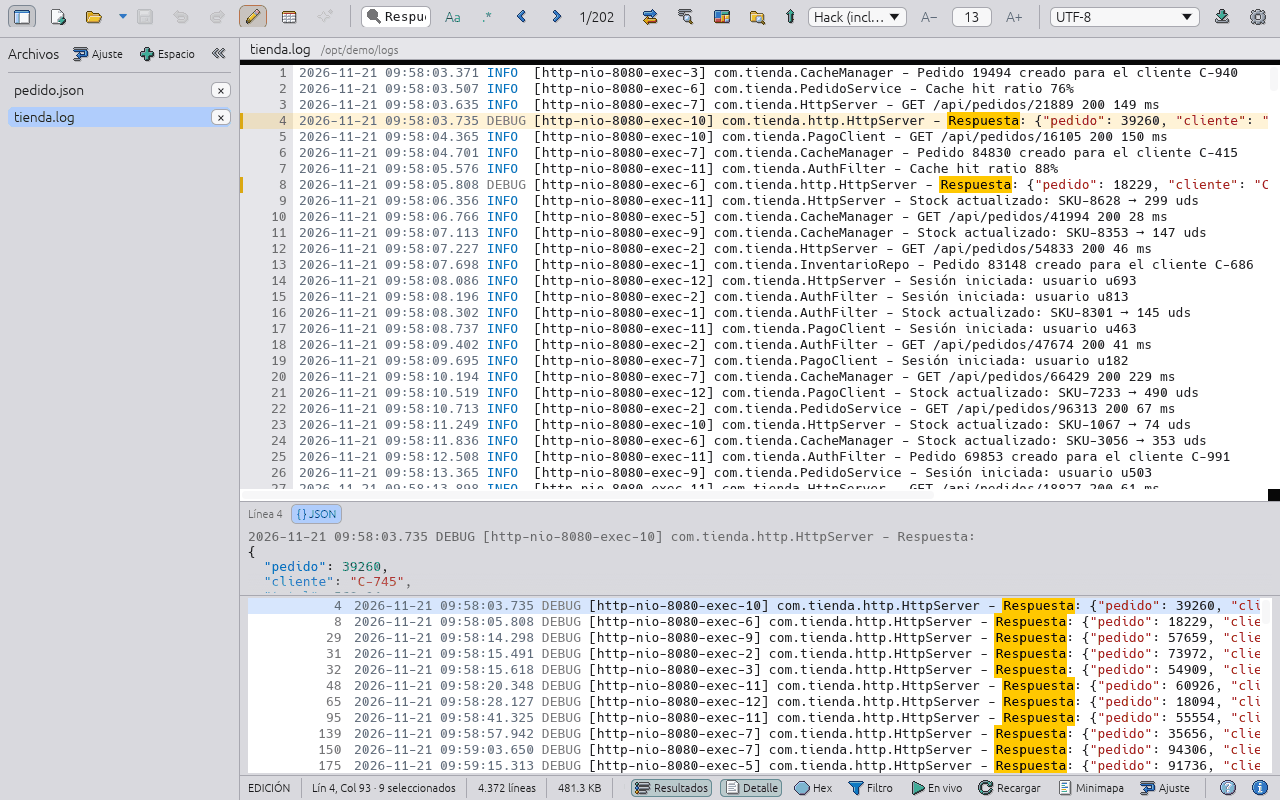 Respu
Aa
.*
1/202
Hack (incl...
A−
13
A+
UTF-8
Archivos
Ajuste
Espacio
pedido.json
tienda.log
tienda.log /opt/demo/logs
1 2026-11-21 09:58:03.371 INFO [http-nio-8080-exec-3] com.tienda.CacheManager - Pedido 19494 creado para el cliente C-940
2 2026-11-21 09:58:03.507 INFO [http-nio-8080-exec-6] com.tienda.PedidoService - Cache hit ratio 76%
3 2026-11-21 09:58:03.635 INFO [http-nio-8080-exec-7] com.tienda.HttpServer - GET /api/pedidos/21889 200 149 ms
4 2026-11-21 09:58:03.735 DEBUG [http-nio-8080-exec-10] com.tienda.http.HttpServer - Respuesta: {"pedido": 39260, "cliente": "
5 2026-11-21 09:58:04.365 INFO [http-nio-8080-exec-10] com.tienda.PagoClient - GET /api/pedidos/16105 200 150 ms
6 2026-11-21 09:58:04.701 INFO [http-nio-8080-exec-7] com.tienda.CacheManager - Pedido 84830 creado para el cliente C-415
7 2026-11-21 09:58:05.576 INFO [http-nio-8080-exec-11] com.tienda.AuthFilter - Cache hit ratio 88%
8 2026-11-21 09:58:05.808 DEBUG [http-nio-8080-exec-6] com.tienda.http.HttpServer - Respuesta: {"pedido": 18229, "cliente": "C
9 2026-11-21 09:58:06.356 INFO [http-nio-8080-exec-11] com.tienda.HttpServer - Stock actualizado: SKU-8628 → 299 uds
10 2026-11-21 09:58:06.766 INFO [http-nio-8080-exec-5] com.tienda.CacheManager - GET /api/pedidos/41994 200 28 ms
11 2026-11-21 09:58:07.113 INFO [http-nio-8080-exec-9] com.tienda.CacheManager - Stock actualizado: SKU-8353 → 147 uds
12 2026-11-21 09:58:07.227 INFO [http-nio-8080-exec-2] com.tienda.HttpServer - GET /api/pedidos/54833 200 46 ms
13 2026-11-21 09:58:07.698 INFO [http-nio-8080-exec-1] com.tienda.InventarioRepo - Pedido 83148 creado para el cliente C-686
14 2026-11-21 09:58:08.086 INFO [http-nio-8080-exec-12] com.tienda.HttpServer - Sesión iniciada: usuario u693
15 2026-11-21 09:58:08.196 INFO [http-nio-8080-exec-2] com.tienda.AuthFilter - Sesión iniciada: usuario u813
16 2026-11-21 09:58:08.302 INFO [http-nio-8080-exec-1] com.tienda.AuthFilter - Stock actualizado: SKU-8301 → 145 uds
17 2026-11-21 09:58:08.737 INFO [http-nio-8080-exec-11] com.tienda.PagoClient - Sesión iniciada: usuario u463
18 2026-11-21 09:58:09.402 INFO [http-nio-8080-exec-2] com.tienda.AuthFilter - GET /api/pedidos/47674 200 41 ms
19 2026-11-21 09:58:09.695 INFO [http-nio-8080-exec-7] com.tienda.PagoClient - Sesión iniciada: usuario u182
20 2026-11-21 09:58:10.194 INFO [http-nio-8080-exec-7] com.tienda.CacheManager - GET /api/pedidos/66429 200 229 ms
21 2026-11-21 09:58:10.519 INFO [http-nio-8080-exec-12] com.tienda.PagoClient - Stock actualizado: SKU-7233 → 490 uds
22 2026-11-21 09:58:10.713 INFO [http-nio-8080-exec-2] com.tienda.PedidoService - GET /api/pedidos/96313 200 67 ms
23 2026-11-21 09:58:11.249 INFO [http-nio-8080-exec-10] com.tienda.HttpServer - Stock actualizado: SKU-1067 → 74 uds
24 2026-11-21 09:58:11.836 INFO [http-nio-8080-exec-6] com.tienda.CacheManager - Stock actualizado: SKU-3056 → 353 uds
25 2026-11-21 09:58:12.508 INFO [http-nio-8080-exec-11] com.tienda.AuthFilter - Pedido 69853 creado para el cliente C-991
26 2026-11-21 09:58:13.365 INFO [http-nio-8080-exec-9] com.tienda.PedidoService - Sesión iniciada: usuario u503
27 2026-11-21 09:58:13.898 INFO [http-nio-8080-exec-11] com.tienda.HttpServer - GET /api/pedidos/18827 200 61 ms
Línea 4 {} JSON
2026-11-21 09:58:03.735 DEBUG [http-nio-8080-exec-10] com.tienda.http.HttpServer - Respuesta:
{
"pedido": 39260,
"cliente": "C-745",
4 2026-11-21 09:58:03.735 DEBUG [http-nio-8080-exec-10] com.tienda.http.HttpServer - Respuesta: {"pedido": 39260, "cli
8 2026-11-21 09:58:05.808 DEBUG [http-nio-8080-exec-6] com.tienda.http.HttpServer - Respuesta: {"pedido": 18229, "clie
29 2026-11-21 09:58:14.298 DEBUG [http-nio-8080-exec-9] com.tienda.http.HttpServer - Respuesta: {"pedido": 57659, "clie
31 2026-11-21 09:58:15.491 DEBUG [http-nio-8080-exec-2] com.tienda.http.HttpServer - Respuesta: {"pedido": 73972, "clie
32 2026-11-21 09:58:15.618 DEBUG [http-nio-8080-exec-3] com.tienda.http.HttpServer - Respuesta: {"pedido": 54909, "clie
48 2026-11-21 09:58:20.348 DEBUG [http-nio-8080-exec-11] com.tienda.http.HttpServer - Respuesta: {"pedido": 60926, "cli
65 2026-11-21 09:58:28.127 DEBUG [http-nio-8080-exec-12] com.tienda.http.HttpServer - Respuesta: {"pedido": 18094, "cli
95 2026-11-21 09:58:41.325 DEBUG [http-nio-8080-exec-11] com.tienda.http.HttpServer - Respuesta: {"pedido": 55554, "cli
139 2026-11-21 09:58:57.942 DEBUG [http-nio-8080-exec-7] com.tienda.http.HttpServer - Respuesta: {"pedido": 35656, "clie
150 2026-11-21 09:59:03.650 DEBUG [http-nio-8080-exec-7] com.tienda.http.HttpServer - Respuesta: {"pedido": 94306, "clie
175 2026-11-21 09:59:15.313 DEBUG [http-nio-8080-exec-5] com.tienda.http.HttpServer - Respuesta: {"pedido": 91736, "clie
EDICIÓN
Lín 4, Col 93 · 9 seleccionados
4.372 líneas
481.3 KB
Resultados
Detalle
Hex
Filtro
En vivo
Recargar
Minimapa
Ajuste